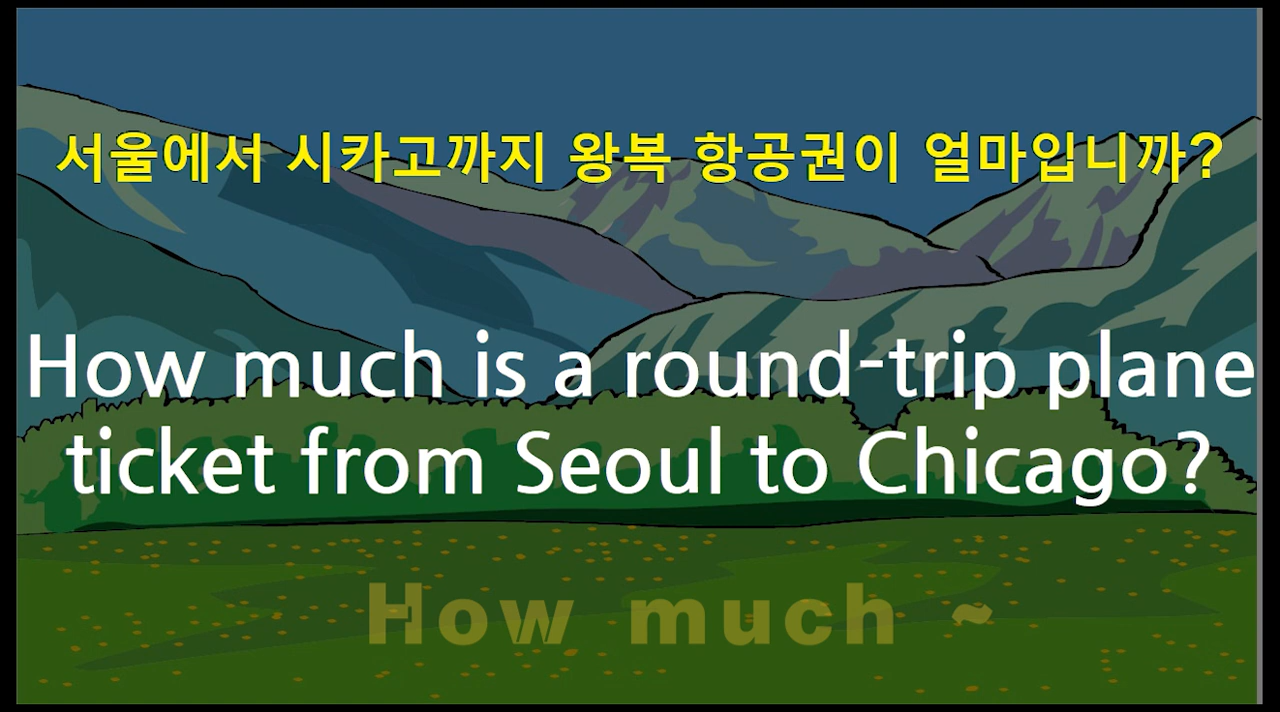 서울에서 시카고까지 왕복 항공권이 얼마입니까?
How much is a round-trip plane
ticket from Seoul to Chicago?
How much ~